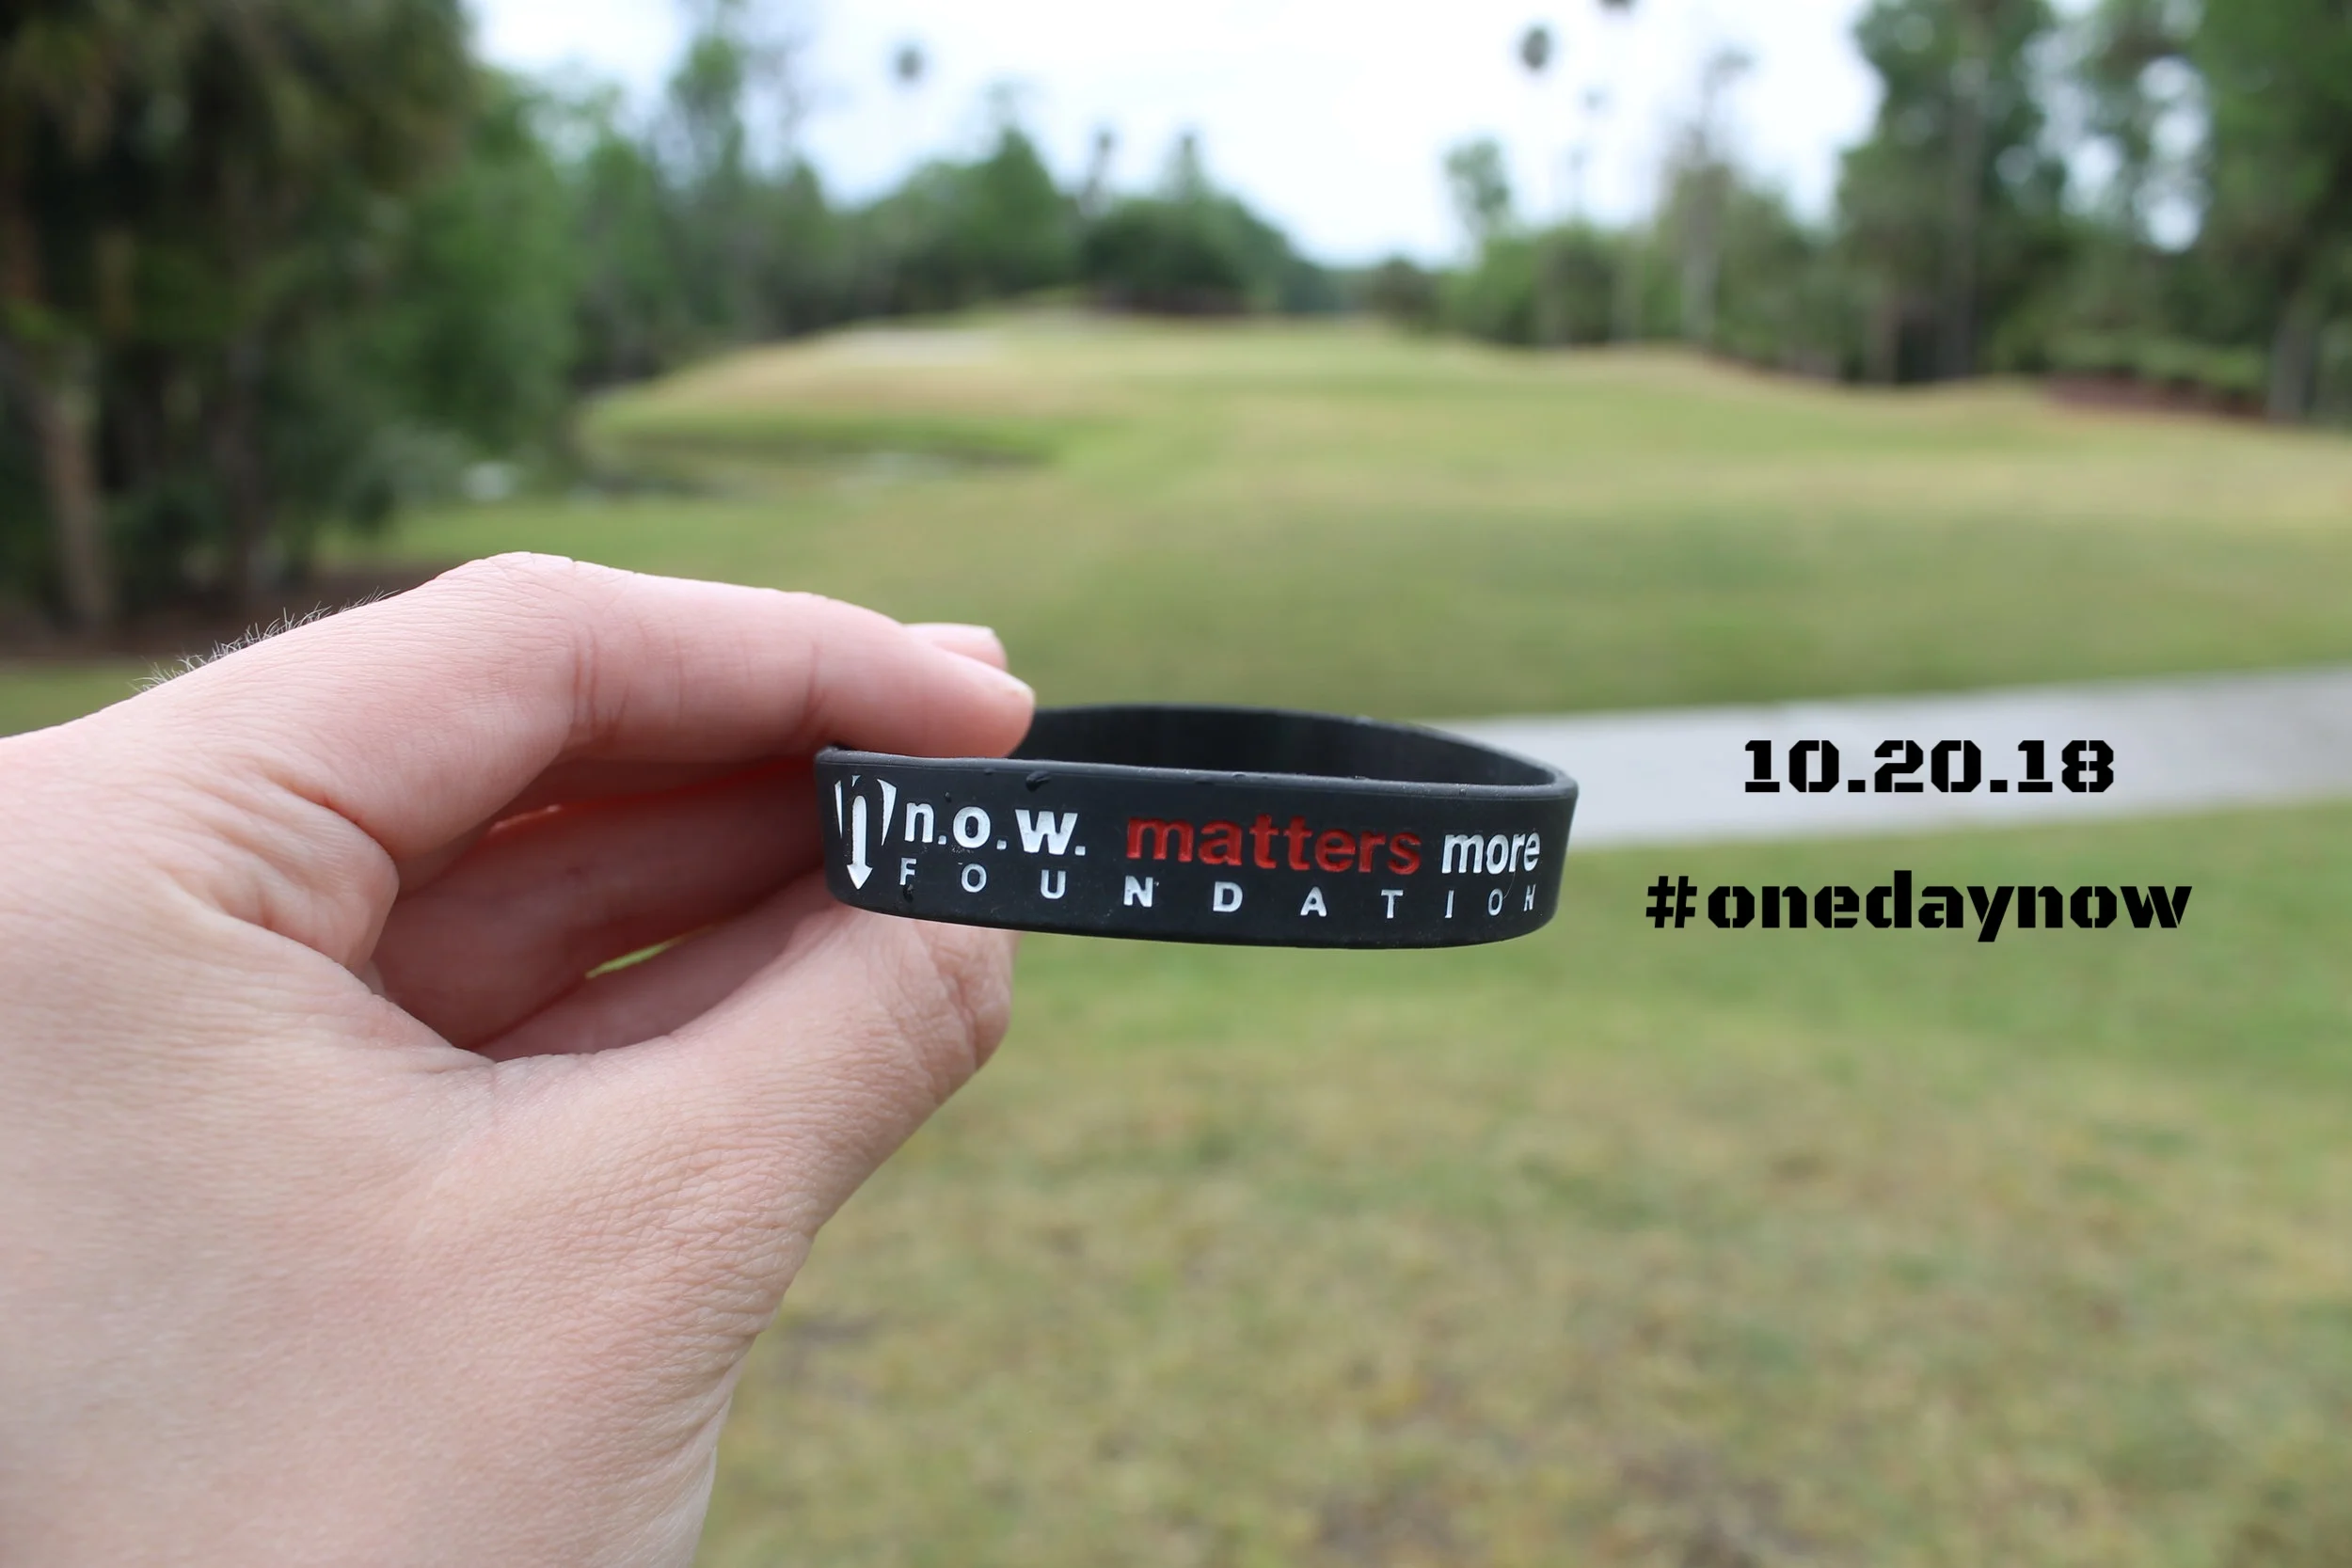 n.o.w. matters more
FOUNDATION
10.20.18
#onedaynow